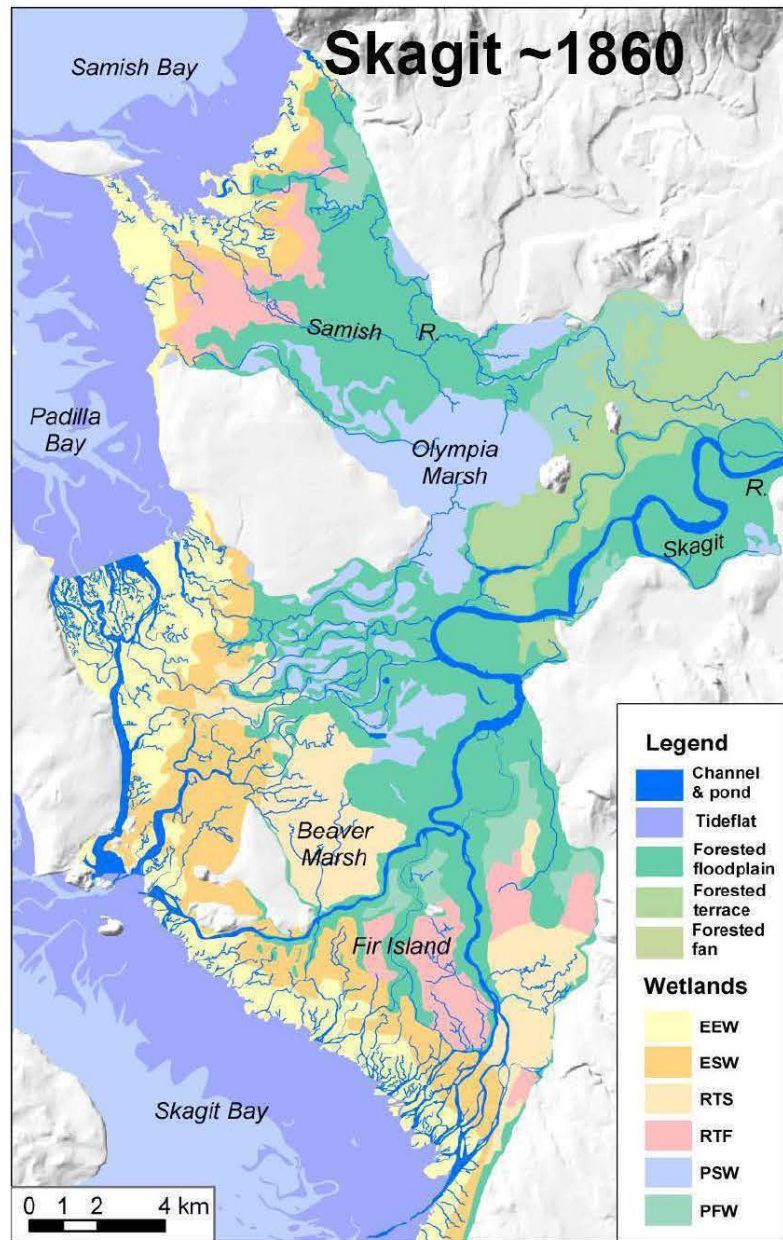 Skagit ~1860
Samish Bay
Samish R.
Padilla
Bay
Olympia
Marsh
R.
Skagit
Beaver
Marsh
Fir Island
Skagit Bay
0 1 2 4 km
Legend
Channel
& pond
Tideflat
Forested
floodplain
Forested
terrace
Forested
fan
Wetlands
EEW
ESW
RTS
RTF
PSW
PFW